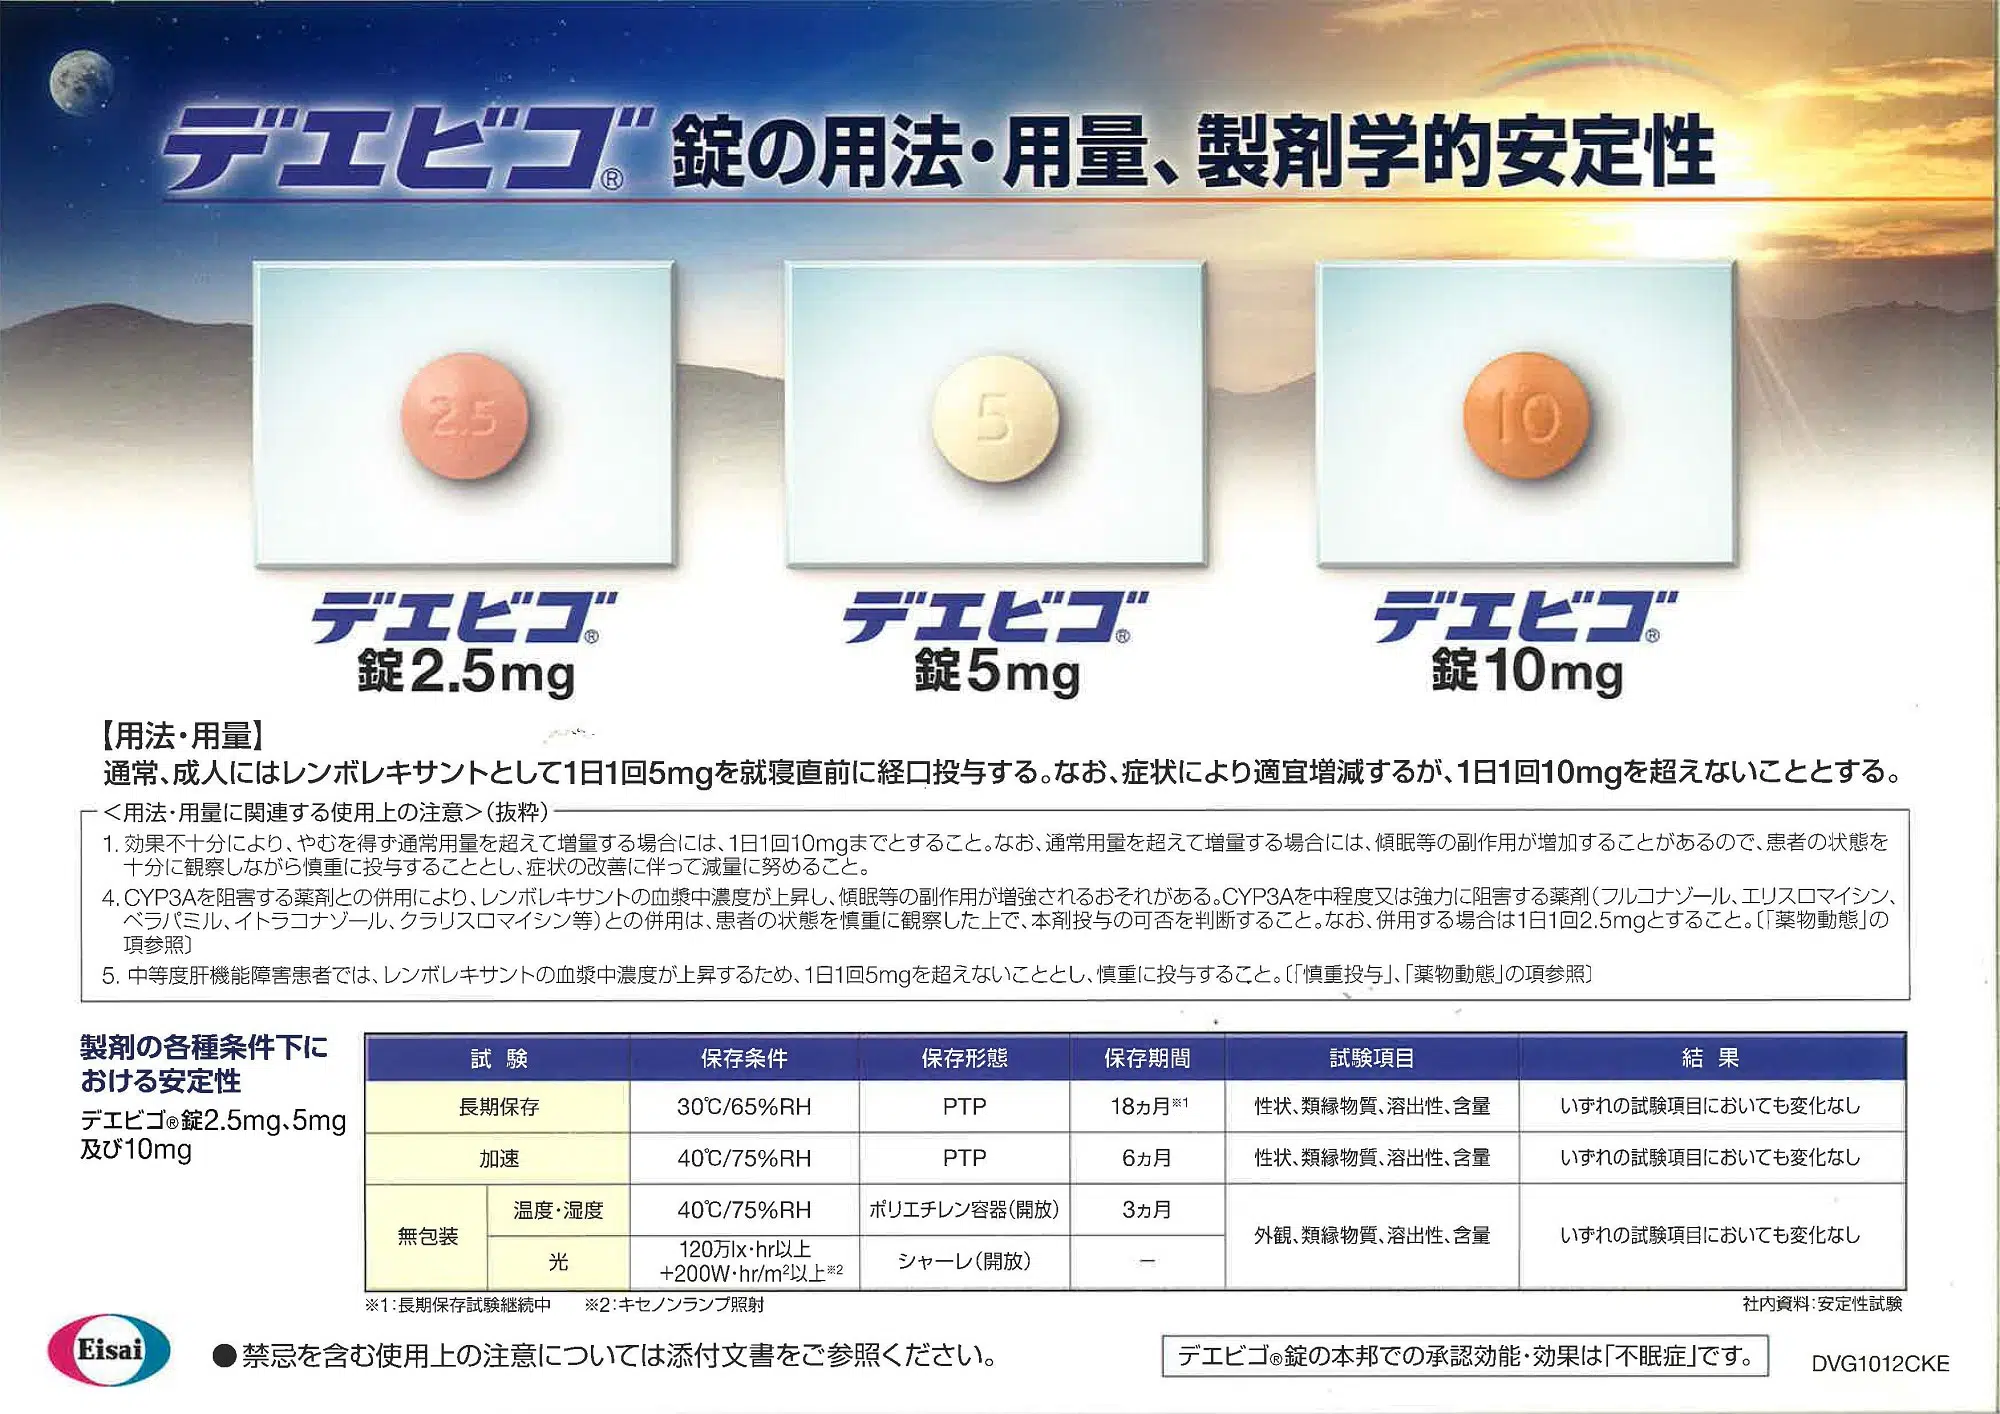 デエビゴ®錠の用法・用量、製剤学的安定性
2.5
5
10
デエビゴ®
錠2.5mg
デエビゴ®
錠5mg
デエビゴ®
錠10mg
【用法・用量】
通常、成人にはレンボレキサントとして1日1回5mgを就寝直前に経口投与する。なお、症状により適宜増減するが、1日1回10mgを超えないこととする。
＜用法・用量に関連する使用上の注意＞（抜粋）
1. 効果不十分により、やむを得ず通常用量を超えて増量する場合には、1日1回10mgまでとすること。なお、通常用量を超えて増量する場合には、傾眠等の副作用が増加することがあるので、患者の状態を
十分に観察しながら慎重に投与することとし、症状の改善に伴って減量に努めること。
4. CYP3Aを阻害する薬剤との併用により、レンボレキサントの血漿中濃度が上昇し、傾眠等の副作用が増強されるおそれがある。CYP3Aを中程度又は強力に阻害する薬剤（フルコナゾール、エリスロマイシン、
ベラパミル、イトラコナゾール、クラリスロマイシン等）との併用は、患者の状態を慎重に観察した上で、本剤投与の可否を判断すること。なお、併用する場合は1日1回2.5mgとすること。〔「薬物動態」の
項参照〕
5. 中等度肝機能障害患者では、レンボレキサントの血漿中濃度が上昇するため、1日1回5mgを超えないこととし、慎重に投与すること。〔「慎重投与」、「薬物動態」の項参照〕
製剤の各種条件下に
おける安定性
デエビゴ®錠2.5mg、5mg
及び10mg
試験 保存条件 保存形態 保存期間 試験項目 結果
長期保存 30℃/65%RH PTP 18ヵ月※1 性状、類縁物質、溶出性、含量 いずれの試験項目においても変化なし
加速 40℃/75%RH PTP 6ヵ月 性状、類縁物質、溶出性、含量 いずれの試験項目においても変化なし
無包装 温度・湿度 40℃/75%RH ポリエチレン容器（開放） 3ヵ月 外観、類縁物質、溶出性、含量 いずれの試験項目においても変化なし
光 120万lx・hr以上
+200W・hr/m²以上※2 シャーレ（開放） －
※1：長期保存試験継続中 ※2：キセノンランプ照射
社内資料：安定性試験
Eisai
●禁忌を含む使用上の注意については添付文書をご参照ください。
デエビゴ®錠の本邦での承認効能・効果は「不眠症」です。
DVG1012CKE